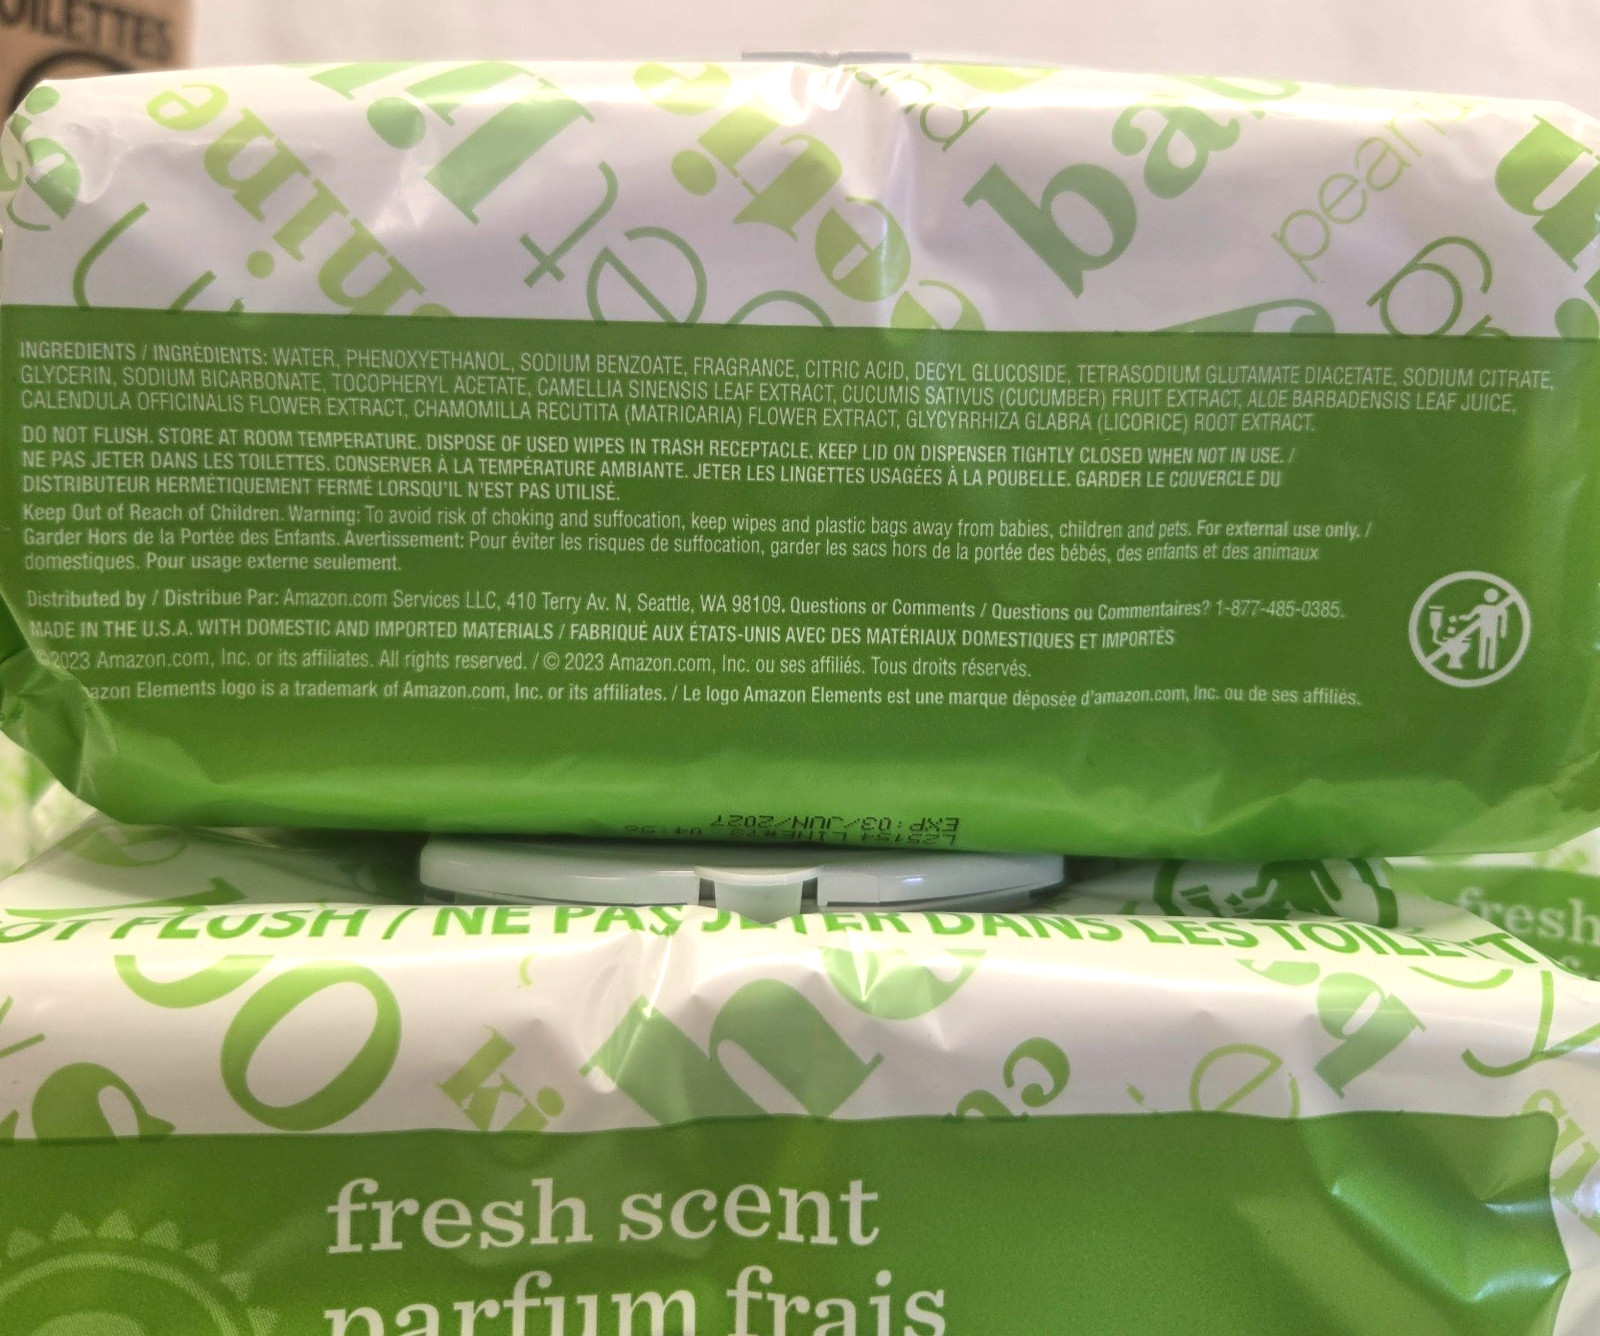 OILETTES
inine
et
ba
pearu
INGREDIENTS / INGRÉDIENTS: WATER, PHENOXYETHANOL, SODIUM BENZOATE, FRAGRANCE, CITRIC ACID, DECYL GLUCOSIDE, TETRASODIUM GLUTAMATE DIACETATE, SODIUM CITRATE,
GLYCERIN, SODIUM BICARBONATE, TOCOPHERYL ACETATE, CAMELLIA SINENSIS LEAF EXTRACT, CUCUMIS SATIVUS (CUCUMBER) FRUIT EXTRACT, ALOE BARBADENSIS LEAF JUICE,
CALENDULA OFFICINALIS FLOWER EXTRACT, CHAMOMILLA RECUTITA (MATRICARIA) FLOWER EXTRACT, GLYCYRRHIZA GLABRA (LICORICE) ROOT EXTRACT.
DO NOT FLUSH. STORE AT ROOM TEMPERATURE. DISPOSE OF USED WIPES IN TRASH RECEPTACLE. KEEP LID ON DISPENSER TIGHTLY CLOSED WHEN NOT IN USE. /
NE PAS JETER DANS LES TOILETTES. CONSERVER À LA TEMPÉRATURE AMBIANTE. JETER LES LINGETTES USAGÉES À LA POUBELLE. GARDER LE COUVERCLE DU
DISTRIBUTEUR HERMÉTIQUEMENT FERMÉ LORSQU'IL N'EST PAS UTILISÉ.
Keep Out of Reach of Children. Warning: To avoid risk of choking and suffocation, keep wipes and plastic bags away from babies, children and pets. For external use only. /
Garder Hors de la Portée des Enfants. Avertissement: Pour éviter les risques de suffocation, garder les sacs hors de la portée des bébés, des enfants et des animaux
domestiques. Pour usage externe seulement.
Distributed by / Distribue Par: Amazon.com Services LLC, 410 Terry Av. N, Seattle, WA 98109. Questions or Comments / Questions ou Commentaires? 1-877-485-0385.
MADE IN THE U.S.A. WITH DOMESTIC AND IMPORTED MATERIALS / FABRIQUÉ AUX ÉTATS-UNIS AVEC DES MATÉRIAUX DOMESTIQUES ET IMPORTÉS
©2023 Amazon.com, Inc. or its affiliates. All rights reserved. / © 2023 Amazon.com, Inc. ou ses affiliés. Tous droits réservés.
azon Elements logo is a trademark of Amazon.com, Inc. or its affiliates. / Le logo Amazon Elements est une marque déposée d'amazon.com, Inc. ou de ses affiliés.
EXP: 03/JUN/2027
OT FLUSH / NE PAS JETER DANS LES TOILETT
fresh
ki
fresh scent
parfum frais